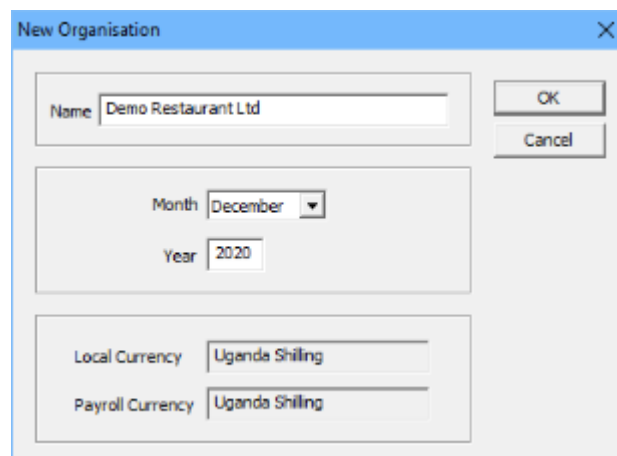 New Organisation
Name Demo Restaurant Ltd
OK
Cancel
Month December
Year 2020
Local Currency Uganda Shilling
Payroll Currency Uganda Shilling